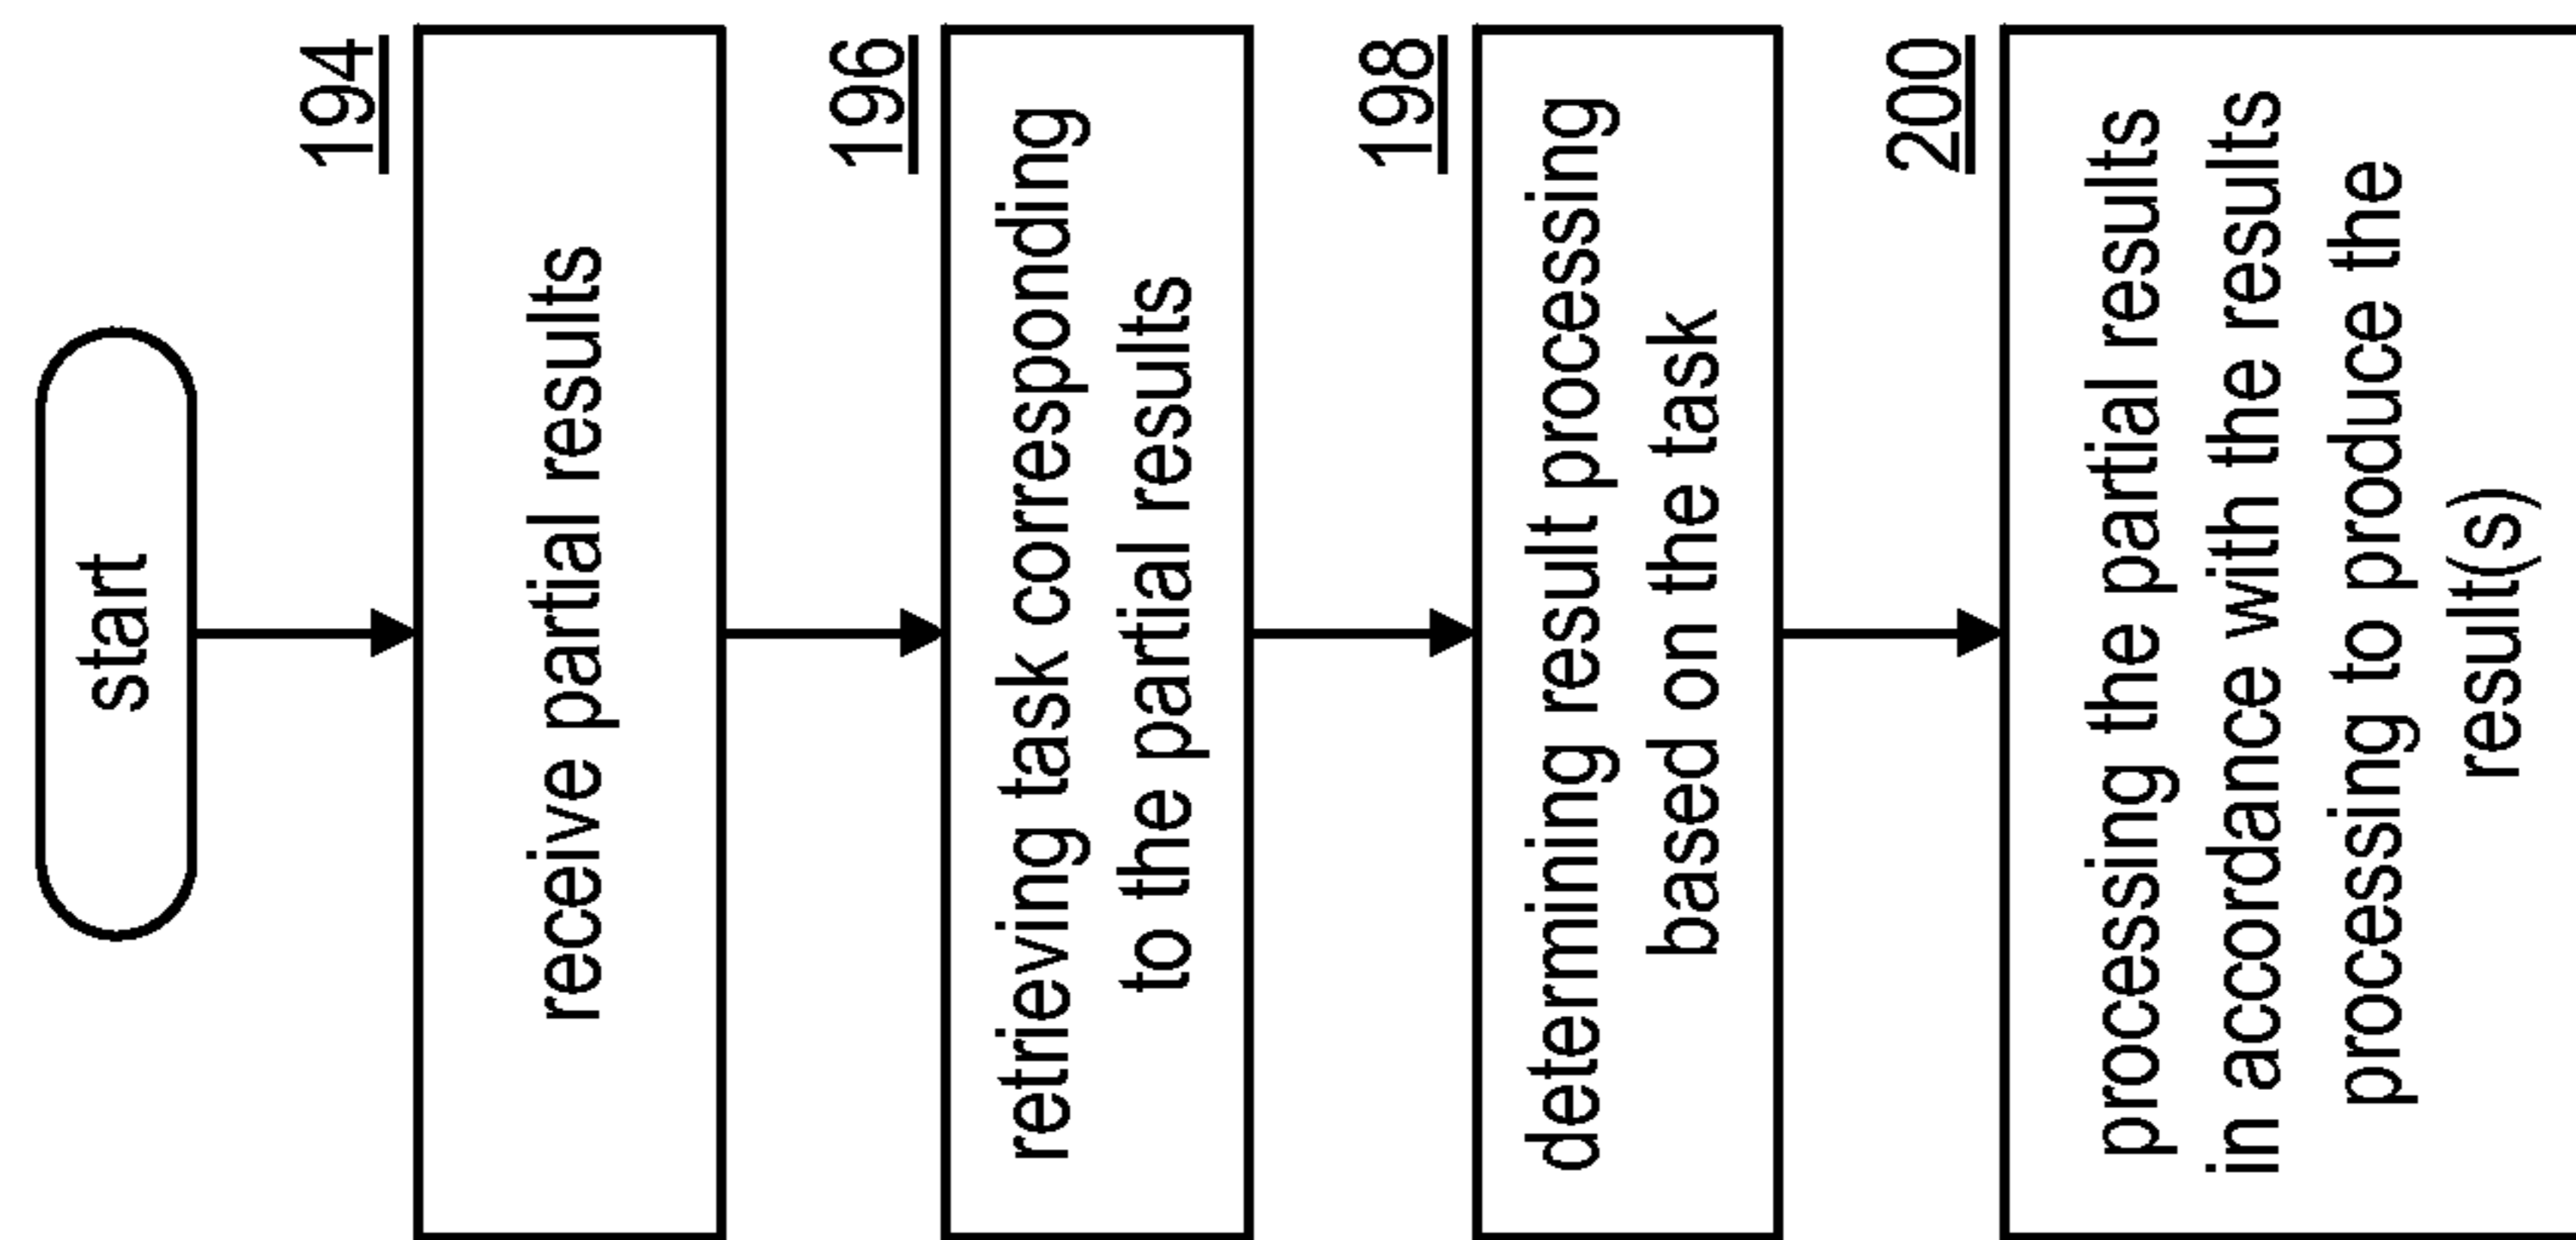 start
194
receive partial results
196
retrieving task corresponding
to the partial results
198
determining result processing
based on the task
200
processing the partial results
in accordance with the results
processing to produce the
result(s)